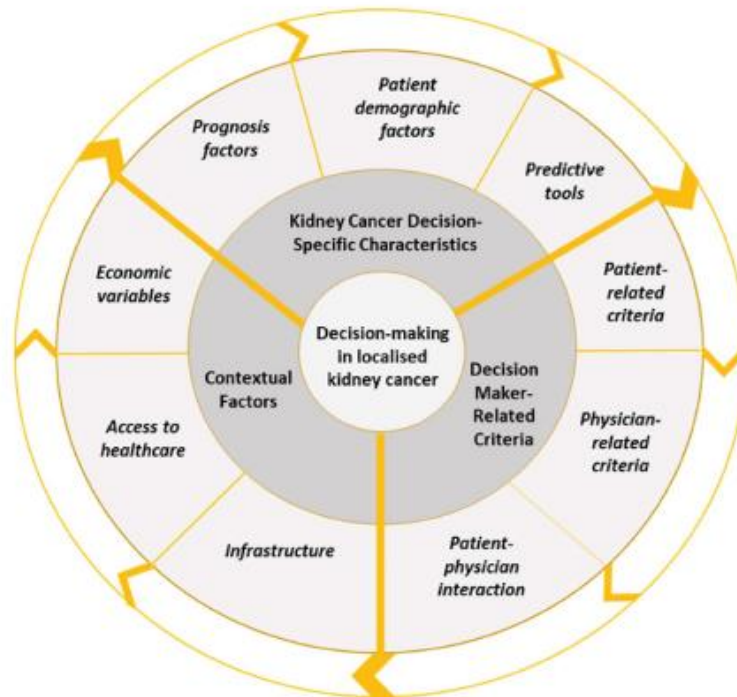 Patient
demographic
factors
Prognosis
factors
Predictive
tools
Kidney Cancer Decision-
Specific Characteristics
Economic
variables
Patient-
related
criteria
Decision-making
in localised
kidney cancer
Contextual
Factors
Decision
Maker-
Related
Criteria
Access to
healthcare
Physician-
related
criteria
Infrastructure
Patient-
physician
interaction